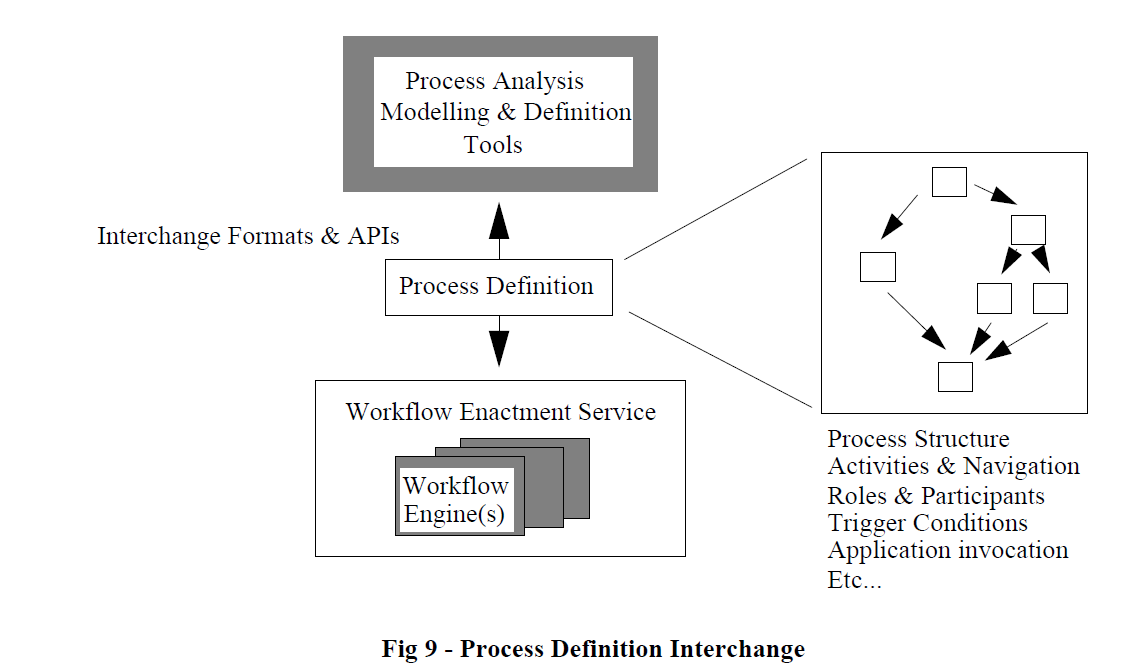 Process Analysis
Modelling & Definition
Tools
Interchange Formats & APIs
Process Definition
Workflow Enactment Service
Workflow
Engine(s)
Process Structure
Activities & Navigation
Roles & Participants
Trigger Conditions
Application invocation
Etc...
Fig 9 - Process Definition Interchange